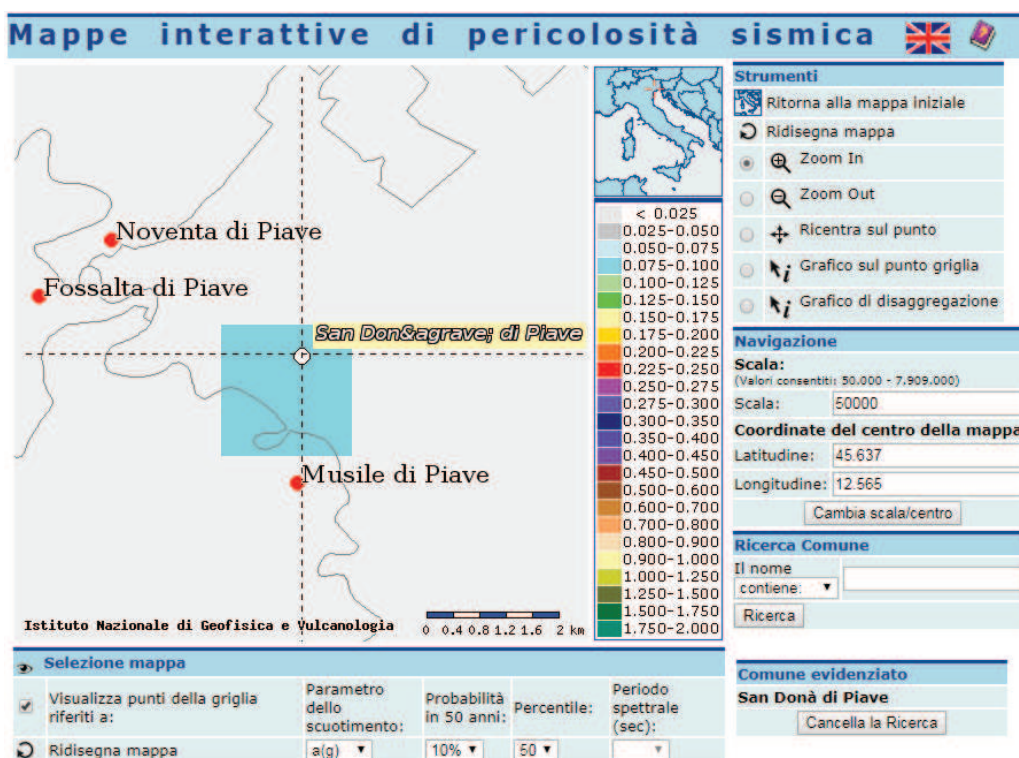 Mappe interattive di pericolosità sismica
Noventa di Piave
Fossalta di Piave
San Don&agrave; di Piave
Musile di Piave
Istituto Nazionale di Geofisica e Vulcanologia
0 0.4 0.8 1.2 1.6 2 km
< 0.025
0.025-0.050
0.050-0.075
0.075-0.100
0.100-0.125
0.125-0.150
0.150-0.175
0.175-0.200
0.200-0.225
0.225-0.250
0.250-0.275
0.275-0.300
0.300-0.350
0.350-0.400
0.400-0.450
0.450-0.500
0.500-0.600
0.600-0.700
0.700-0.800
0.800-0.900
0.900-1.000
1.000-1.250
1.250-1.500
1.500-1.750
1.750-2.000
Strumenti
Ritorna alla mappa iniziale
Ridisegna mappa
Zoom In
Zoom Out
Ricentra sul punto
i Grafico sul punto griglia
i Grafico di disaggregazione
Navigazione
Scala:
(Valori consentiti: 50.000 - 7.909.000)
Scala: 50000
Coordinate del centro della mappa
Latitudine: 45.637
Longitudine: 12.565
Cambia scala/centro
Ricerca Comune
Il nome
contiene:
Ricerca
Selezione mappa
Visualizza punti della griglia
riferiti a:
Parametro
dello
scuotimento:
Probabilità
in 50 anni:
Percentile:
Periodo
spettrale
(sec):
Ridisegna mappa a(g) 10% 50
Comune evidenziato
San Donà di Piave
Cancella la Ricerca